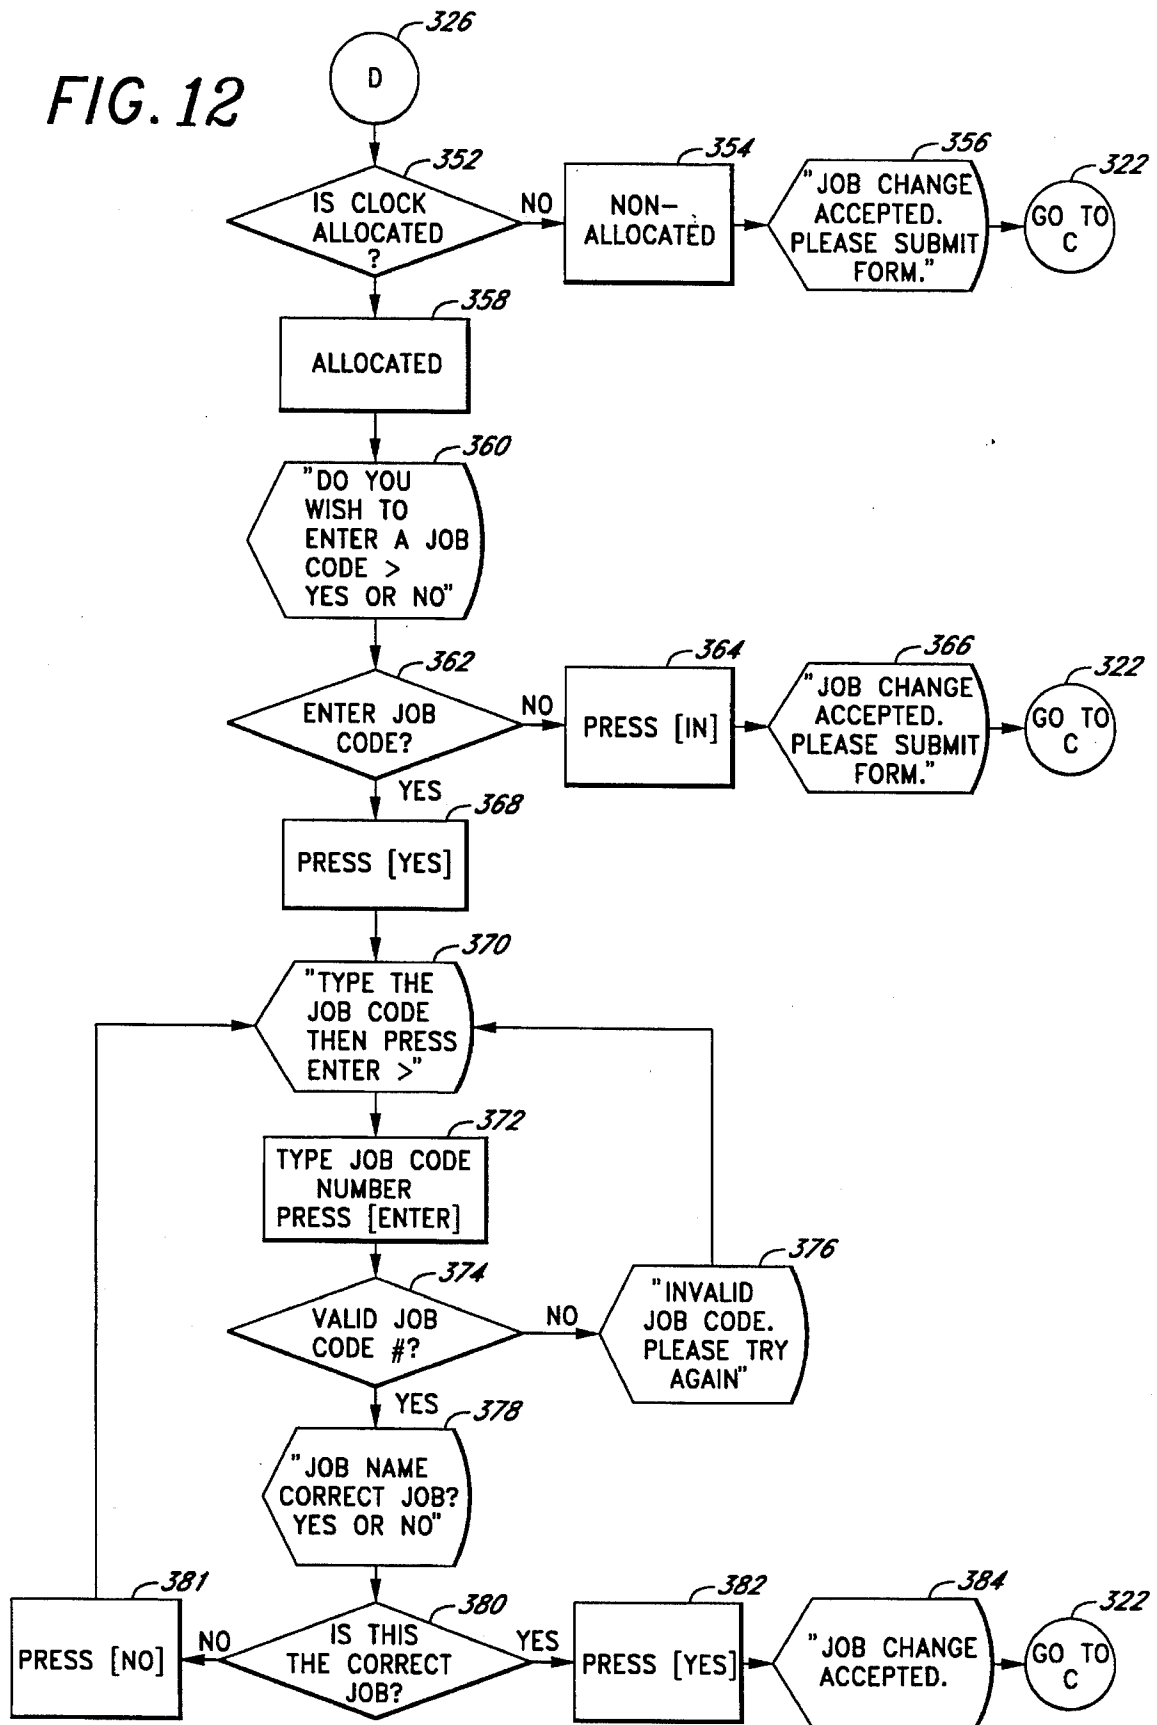 FIG. 12
326
D
352
IS CLOCK
ALLOCATED
?
NO
354
NON-
ALLOCATED
356
"JOB CHANGE
ACCEPTED.
PLEASE SUBMIT
FORM."
322
GO TO
C
358
ALLOCATED
360
"DO YOU
WISH TO
ENTER A JOB
CODE >
YES OR NO"
362
ENTER JOB
CODE?
NO
364
PRESS [IN]
366
"JOB CHANGE
ACCEPTED.
PLEASE SUBMIT
FORM."
322
GO TO
C
YES
368
PRESS [YES]
370
"TYPE THE
JOB CODE
THEN PRESS
ENTER >"
372
TYPE JOB CODE
NUMBER
PRESS [ENTER]
374
VALID JOB
CODE #?
NO
376
"INVALID
JOB CODE.
PLEASE TRY
AGAIN"
YES
378
"JOB NAME
CORRECT JOB?
YES OR NO"
381
PRESS [NO]
NO
380
IS THIS
THE CORRECT
JOB?
YES
382
PRESS [YES]
384
"JOB CHANGE
ACCEPTED.
322
GO TO
C